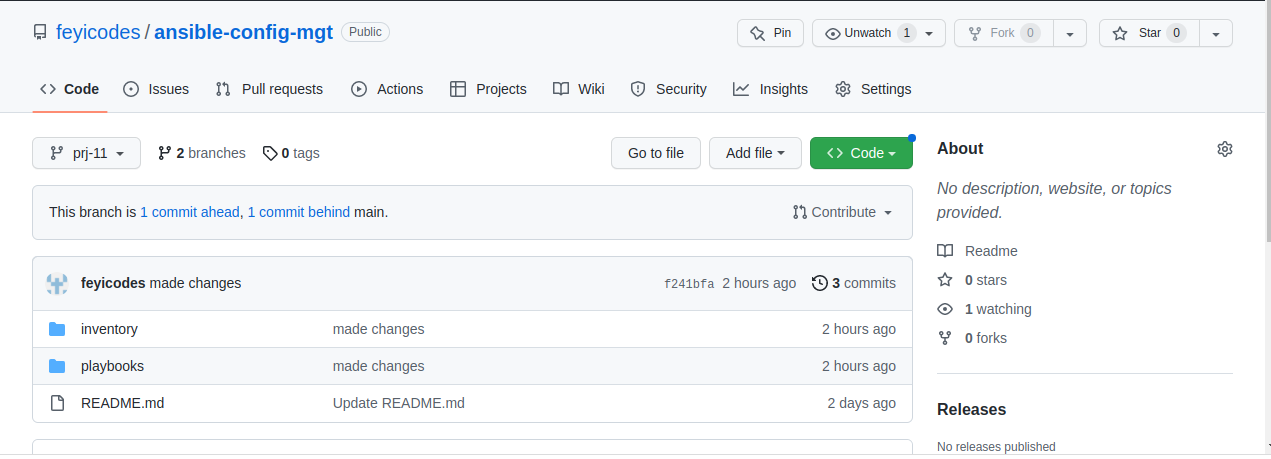 feyicodes / ansible-config-mgt Public Pin Unwatch 1 Fork 0 Star 0
Code Issues Pull requests Actions Projects Wiki Security Insights Settings
prj-11 2 branches 0 tags Go to file Add file Code
This branch is 1 commit ahead, 1 commit behind main. Contribute
feyicodes made changes f241bfa 2 hours ago 3 commits
inventory made changes 2 hours ago
playbooks made changes 2 hours ago
README.md Update README.md 2 days ago
About
No description, website, or topics
provided.
Readme
0 stars
1 watching
0 forks
Releases
No releases published